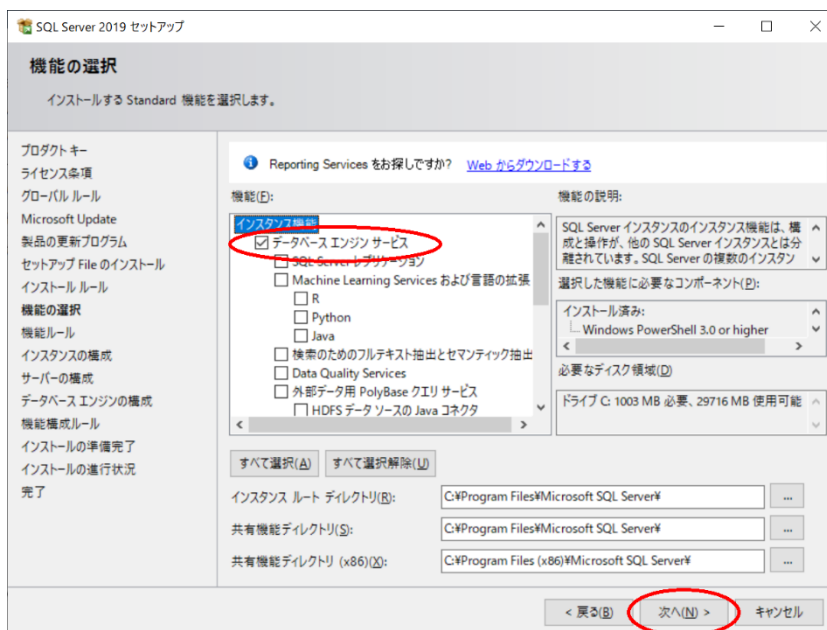 SQL Server 2019 セットアップ
機能の選択
インストールする Standard 機能を選択します。
プロダクト キー
ライセンス条項
グローバル ルール
Microsoft Update
製品の更新プログラム
セットアップ File のインストール
インストール ルール
機能の選択
機能ルール
インスタンスの構成
サーバーの構成
データベース エンジンの構成
機能構成ルール
インストールの準備完了
インストールの進行状況
完了
Reporting Services をお探しですか? Web からダウンロードする
機能(F):
インスタンス機能
データベース エンジン サービス
SQL Server レプリケーション
Machine Learning Services および言語の拡張
R
Python
Java
検索のためのフルテキスト抽出とセマンティック抽出
Data Quality Services
外部データ用 PolyBase クエリ サービス
HDFS データ ソースの Java コネクタ
機能の説明:
SQL Server インスタンスのインスタンス機能は、構
成と操作が、他の SQL Server インスタンスとは分
離されています。SQL Server の複数のインスタン
選択した機能に必要なコンポーネント(P):
インストール済み:
Windows PowerShell 3.0 or higher
必要なディスク領域(D)
ドライブ C: 1003 MB 必要、29716 MB 使用可能
すべて選択(A)
すべて選択解除(U)
インスタンス ルート ディレクトリ(R):
C:¥Program Files¥Microsoft SQL Server¥
...
共有機能ディレクトリ(S):
C:¥Program Files¥Microsoft SQL Server¥
...
共有機能ディレクトリ (x86)(X):
C:¥Program Files (x86)¥Microsoft SQL Server¥
...
< 戻る(B)
次へ(N) >
キャンセル